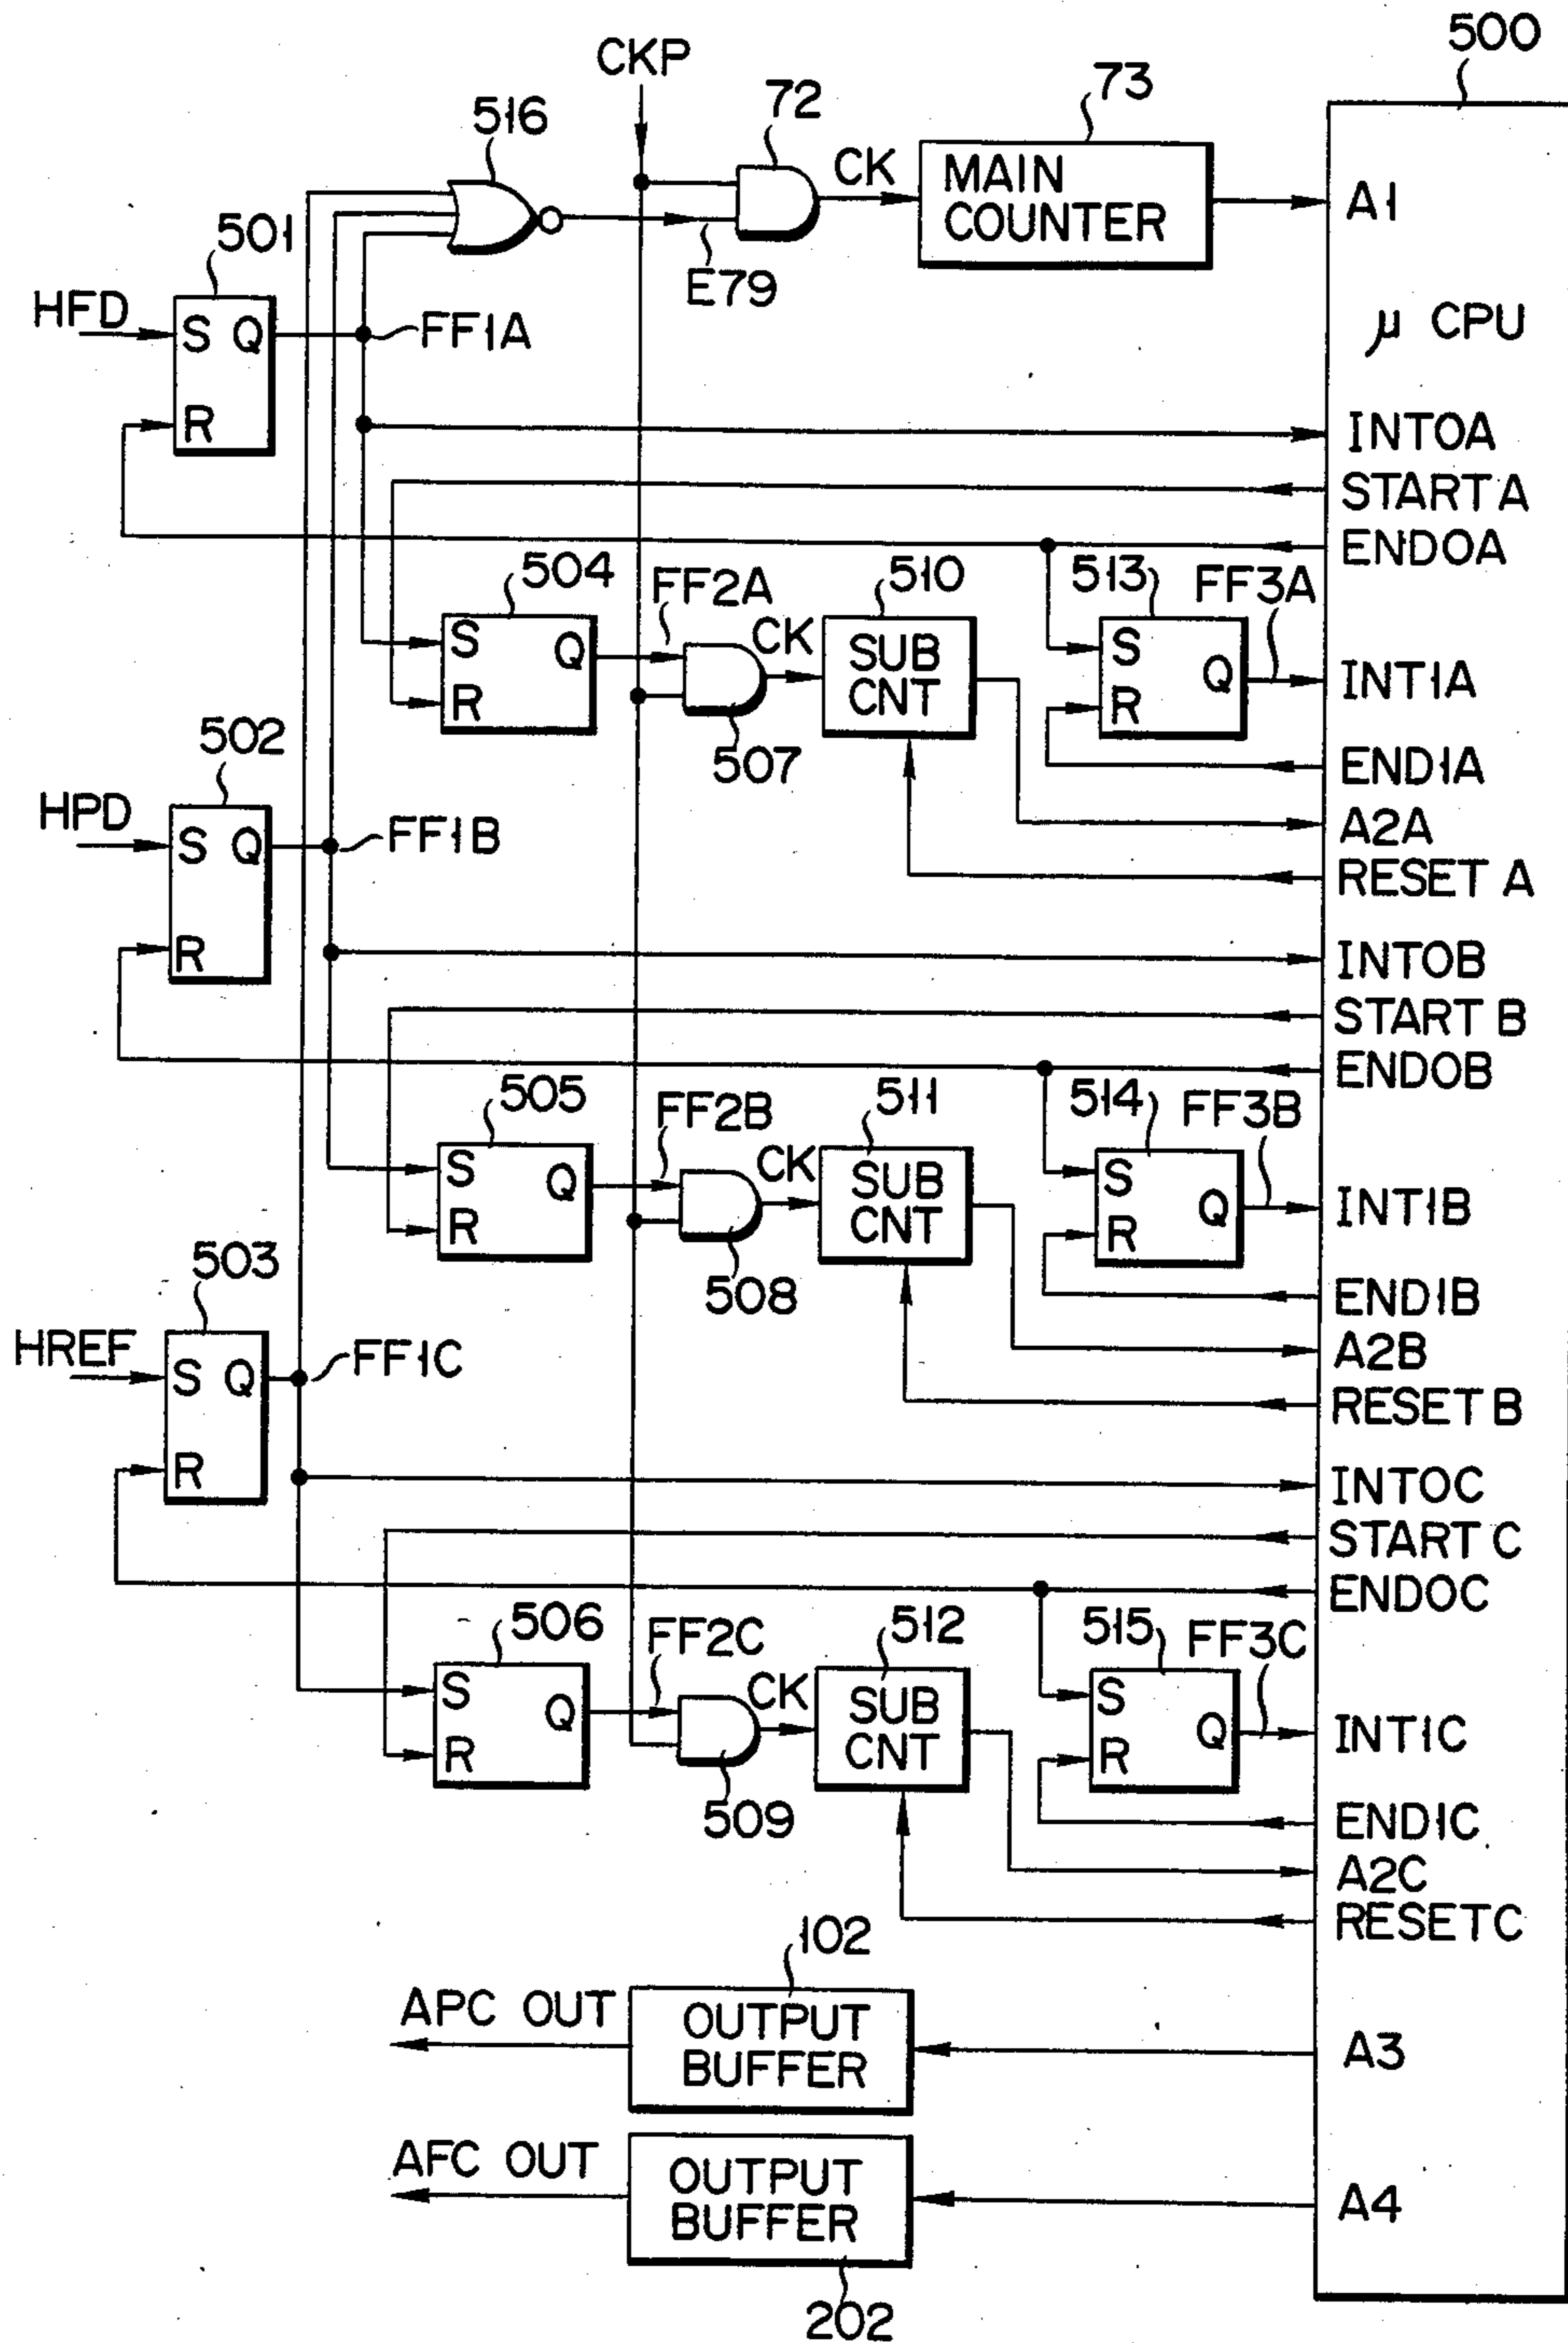 500
CKP
72
73
516
CK
MAIN
COUNTER
A1
501
E79
HFD
S Q
FF1A
μ CPU
R
INT0A
START A
END0A
504
FF2A
510
513
FF3A
CK
S
Q
SUB
CNT
S
Q
INT1A
R
R
502
507
END1A
HPD
A2A
S Q
FF1B
RESET A
R
INT0B
START B
END0B
505
FF2B
511
514
FF3B
CK
S
Q
SUB
CNT
S
Q
INT1B
R
R
503
508
END1B
HREF
A2B
S Q
FF1C
RESET B
R
INT0C
START C
END0C
506
FF2C
512
515
FF3C
CK
S
Q
SUB
CNT
S
Q
INT1C
R
R
509
END1C
A2C
RESET C
102
APC OUT
OUTPUT
BUFFER
A3
AFC OUT
OUTPUT
BUFFER
A4
202